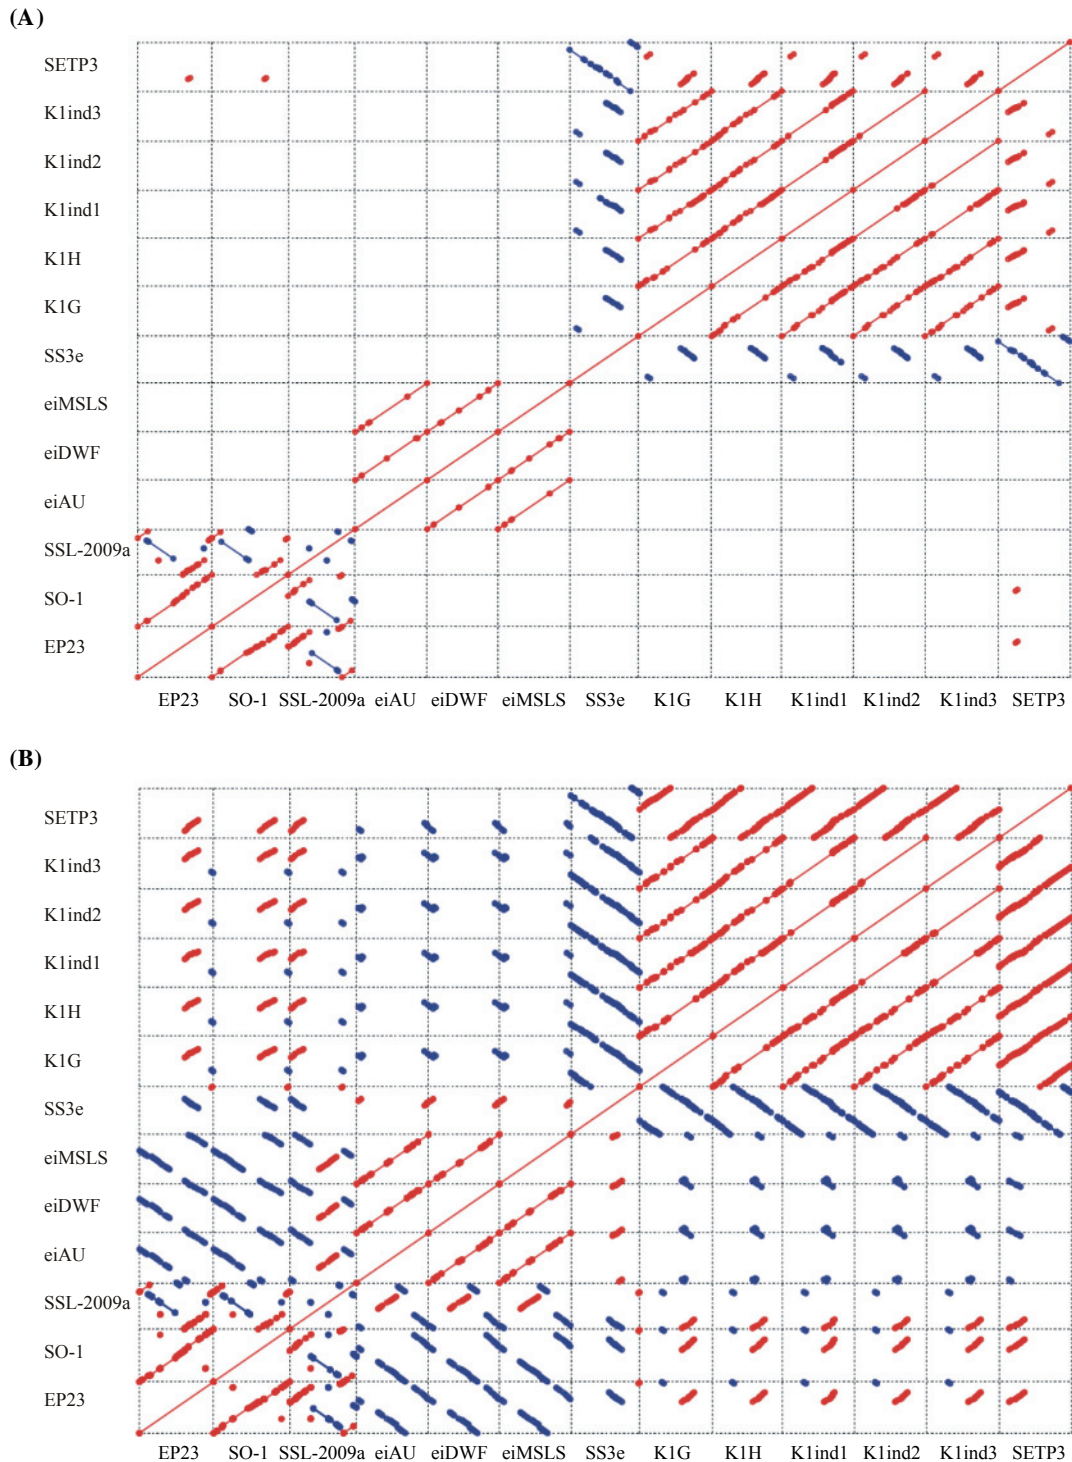 (A)
SETP3
K1ind3
K1ind2
K1ind1
K1H
K1G
SS3e
eiMSLS
eiDWF
eiAU
SSL-2009a
SO-1
EP23
EP23 SO-1 SSL-2009a eiAU eiDWF eiMSLS SS3e K1G K1H K1ind1 K1ind2 K1ind3 SETP3
(B)
SETP3
K1ind3
K1ind2
K1ind1
K1H
K1G
SS3e
eiMSLS
eiDWF
eiAU
SSL-2009a
SO-1
EP23
EP23 SO-1 SSL-2009a eiAU eiDWF eiMSLS SS3e K1G K1H K1ind1 K1ind2 K1ind3 SETP3